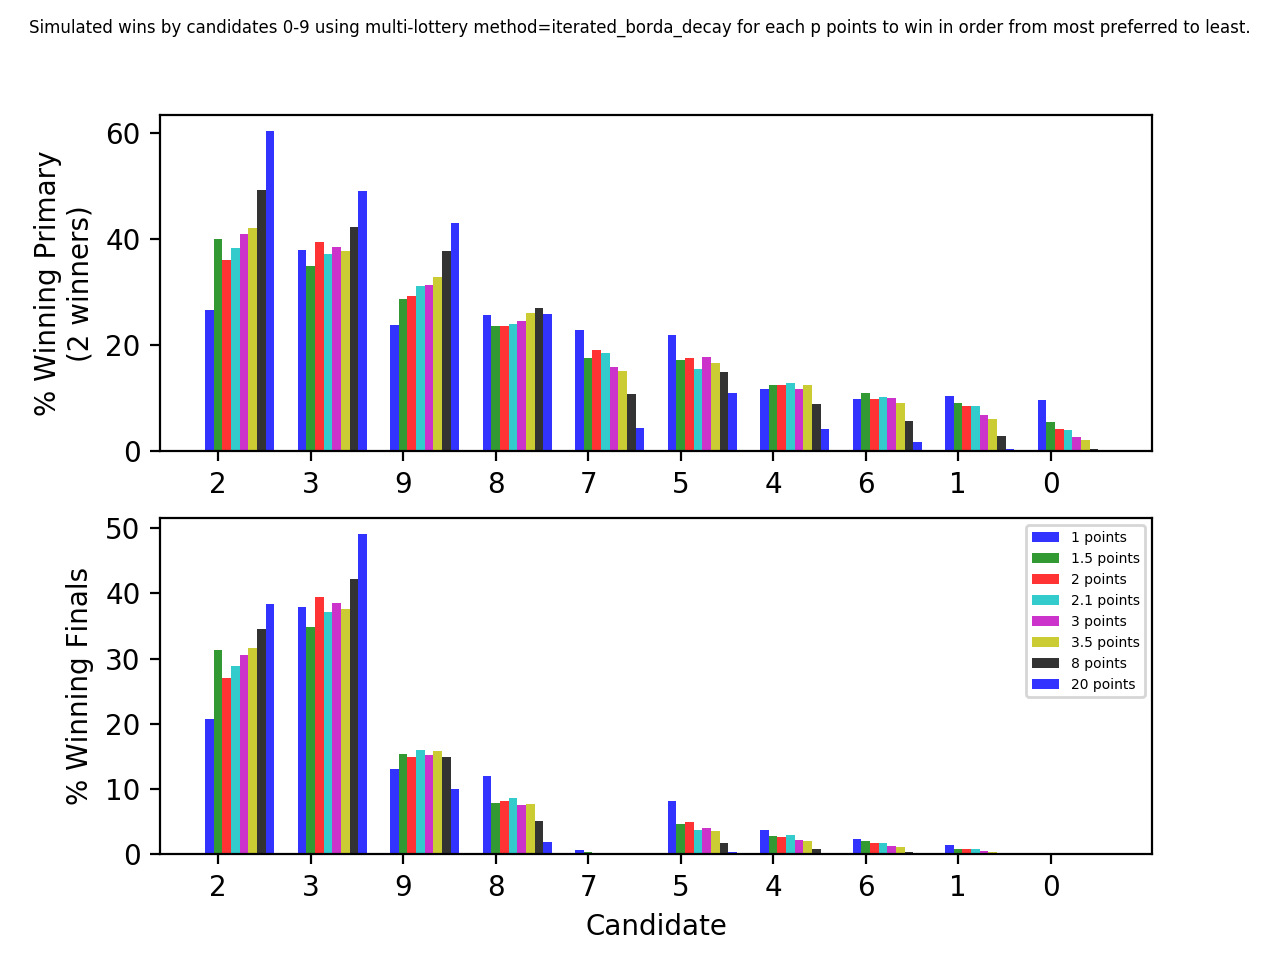 Simulated wins by candidates 0-9 using multi-lottery method=iterated_borda_decay for each p points to win in order from most preferred to least.
% Winning Primary
(2 winners)
60
40
20
0
2 3 9 8 7 5 4 6 1 0
% Winning Finals
50
40
30
20
10
0
1 points
1.5 points
2 points
2.1 points
3 points
3.5 points
8 points
20 points
2 3 9 8 7 5 4 6 1 0
Candidate